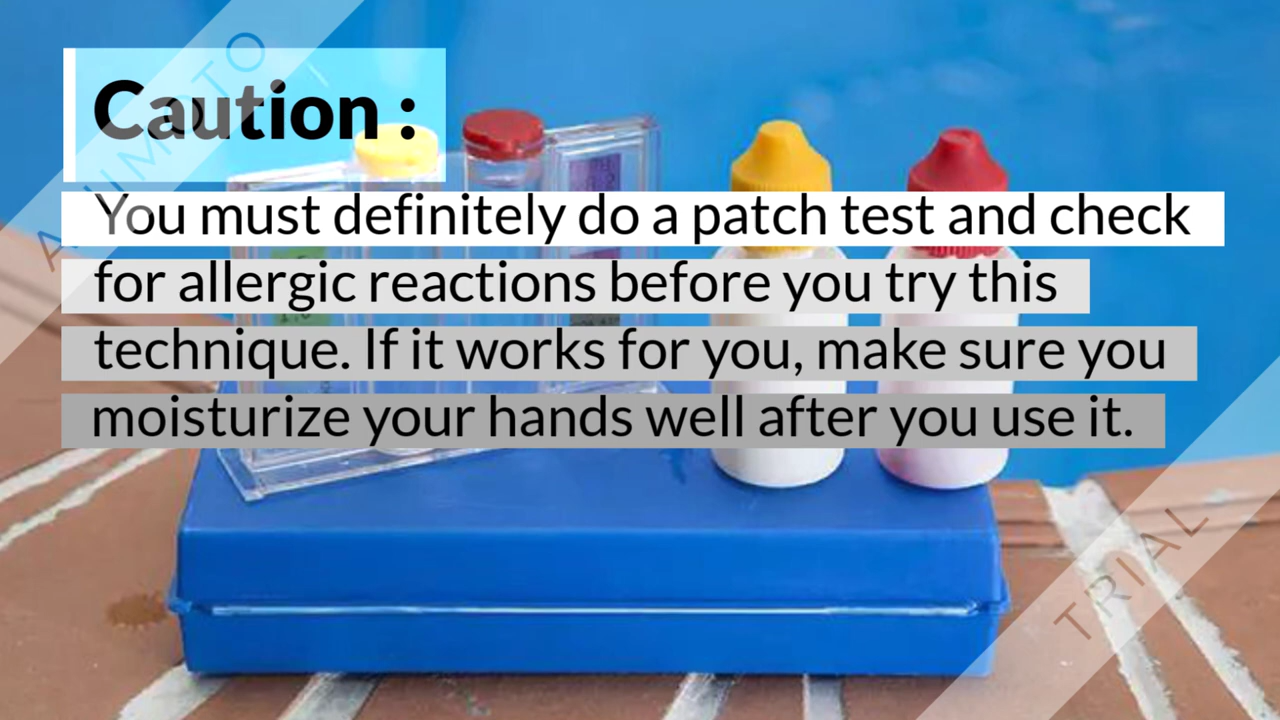 Caution :
You must definitely do a patch test and check
for allergic reactions before you try this
technique. If it works for you, make sure you
moisturize your hands well after you use it.
TRIAL